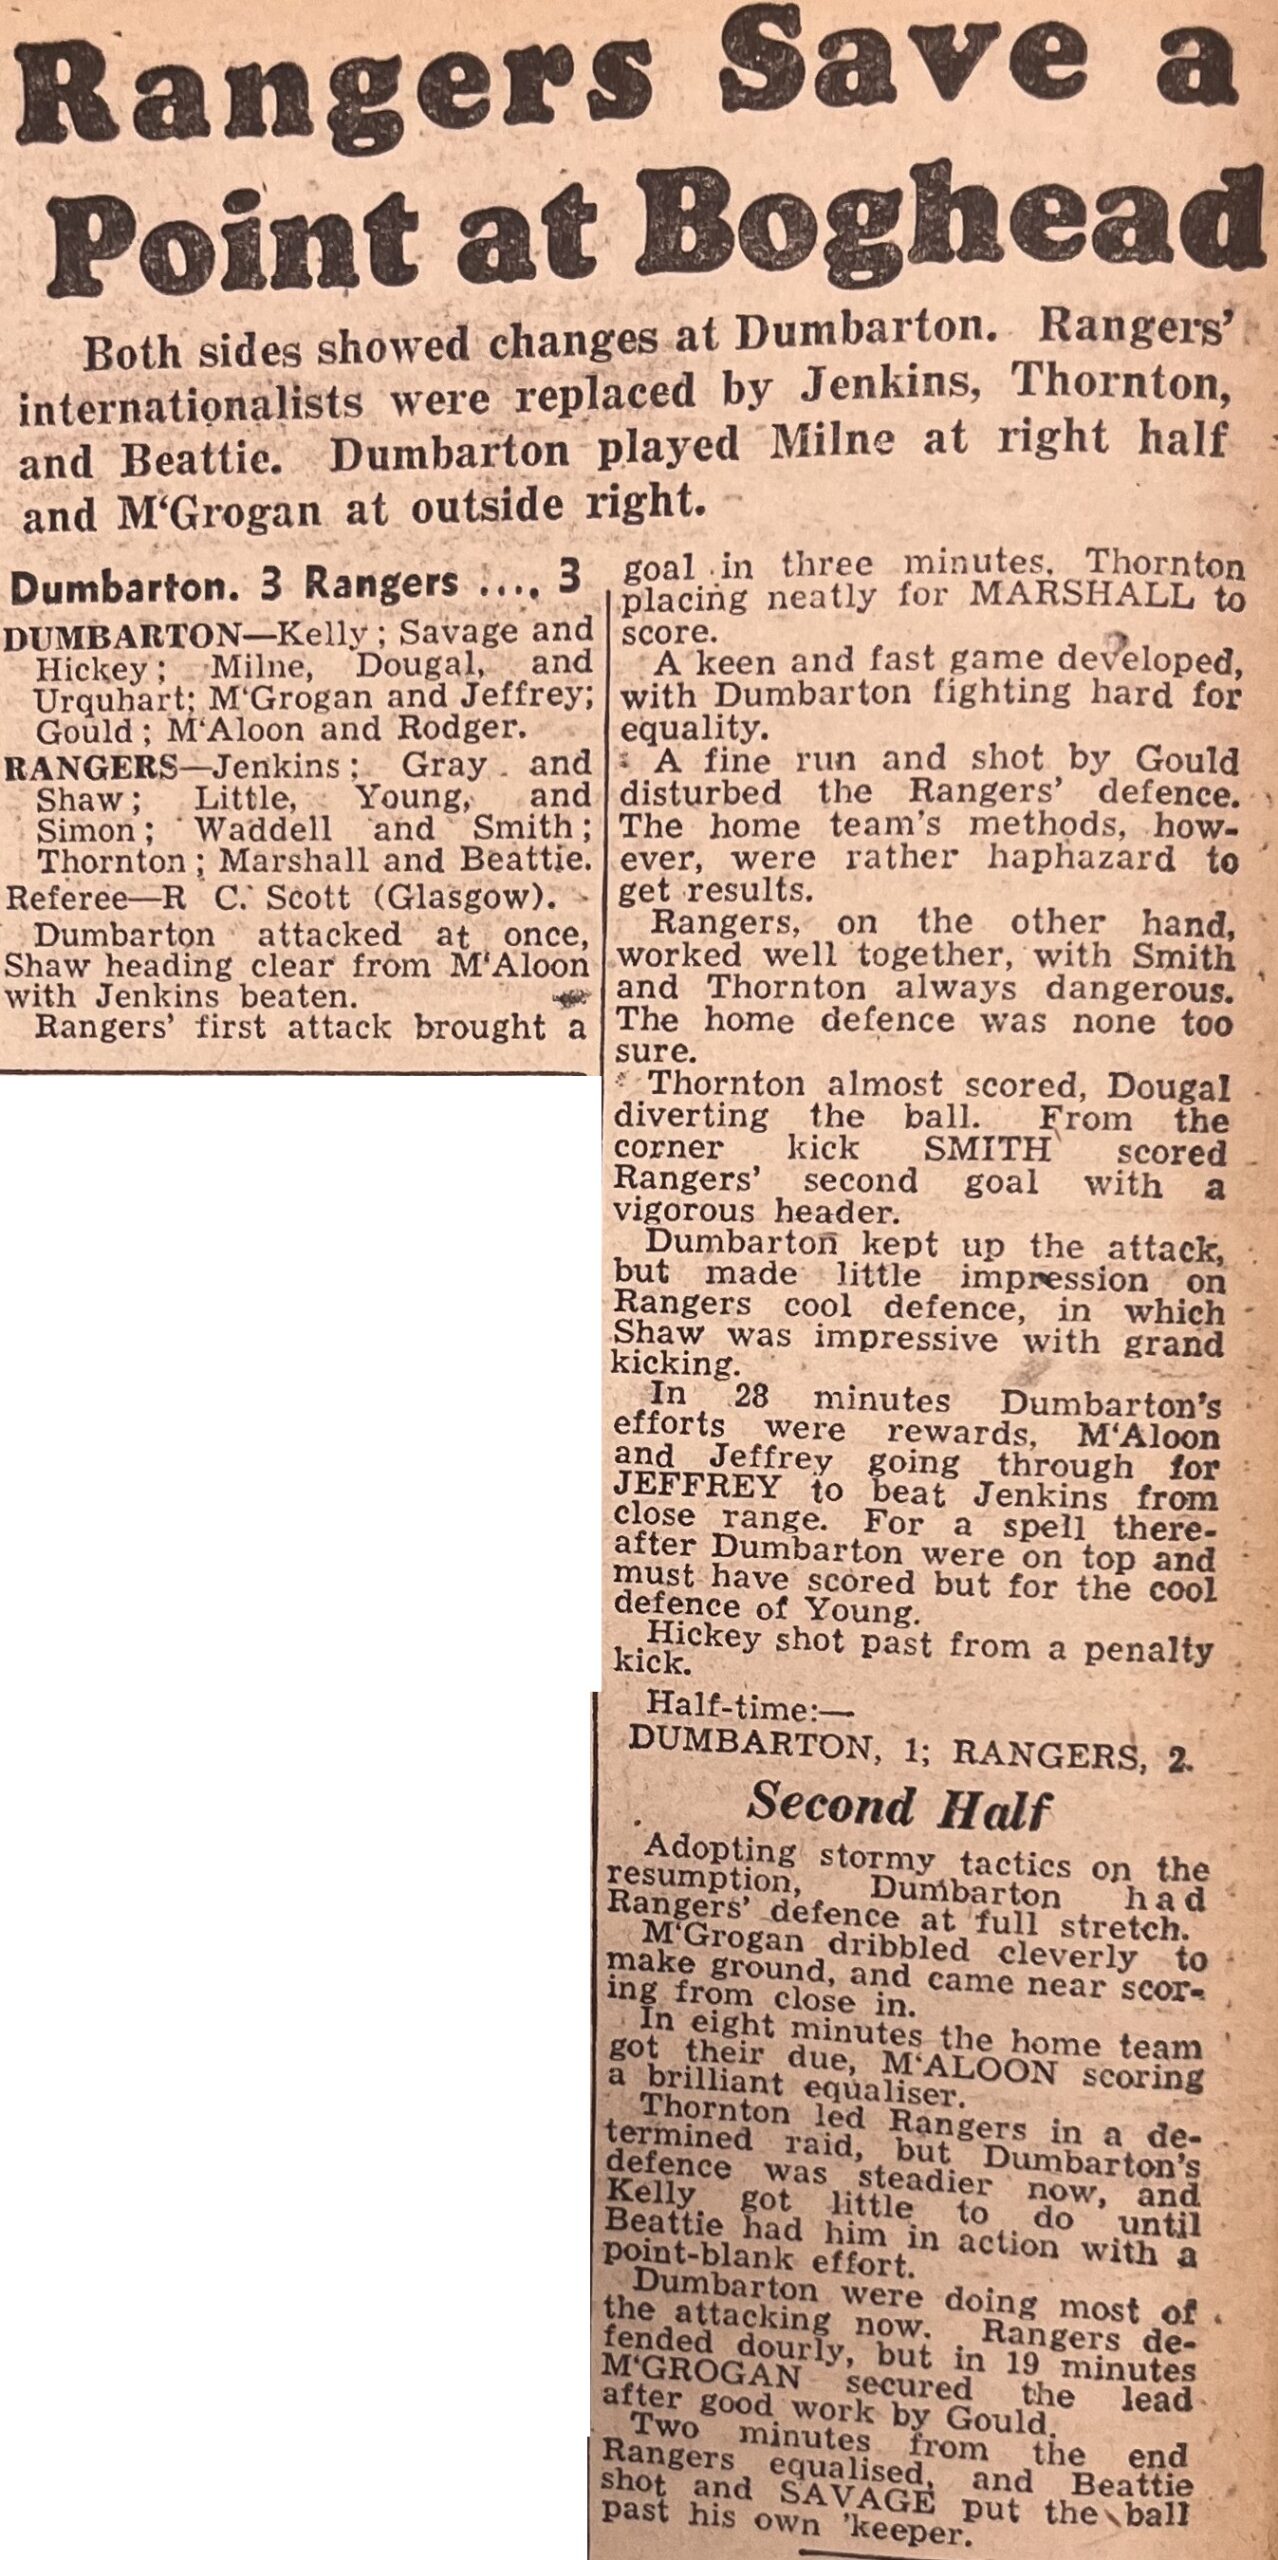 Rangers Save a
Point at Boghead
Both sides showed changes at Dumbarton. Rangers'
internationalists were replaced by Jenkins, Thornton,
and Beattie. Dumbarton played Milne at right half
and M'Grogan at outside right.
Dumbarton. 3 Rangers .... 3
DUMBARTON—Kelly; Savage and
Hickey; Milne, Dougal, and
Urquhart; M'Grogan and Jeffrey;
Gould; M'Aloon and Rodger.
RANGERS—Jenkins; Gray and
Shaw; Little, Young, and
Simon; Waddell and Smith;
Thornton; Marshall and Beattie.
Referee—R C. Scott (Glasgow).
Dumbarton attacked at once,
Shaw heading clear from M'Aloon
with Jenkins beaten.
Rangers' first attack brought a
goal in three minutes. Thornton
placing neatly for MARSHALL to
score.
A keen and fast game developed,
with Dumbarton fighting hard for
equality.
A fine run and shot by Gould
disturbed the Rangers' defence.
The home team's methods, how-
ever, were rather haphazard to
get results.
Rangers, on the other hand,
worked well together, with Smith
and Thornton always dangerous.
The home defence was none too
sure.
Thornton almost scored, Dougal
diverting the ball. From the
corner kick SMITH scored
Rangers' second goal with a
vigorous header.
Dumbarton kept up the attack,
but made little impression on
Rangers cool defence, in which
Shaw was impressive with grand
kicking.
In 28 minutes Dumbarton's
efforts were rewards, M'Aloon
and Jeffrey going through for
JEFFREY to beat Jenkins from
close range. For a spell there-
after Dumbarton were on top and
must have scored but for the cool
defence of Young.
Hickey shot past from a penalty
kick.
Half-time:—
DUMBARTON, 1; RANGERS, 2.
Second Half
Adopting stormy tactics on the
resumption, Dumbarton had
Rangers' defence at full stretch.
M'Grogan dribbled cleverly to
make ground, and came near scor-
ing from close in.
In eight minutes the home team
got their due, M'ALOON scoring
a brilliant equaliser.
Thornton led Rangers in a de-
termined raid, but Dumbarton's
defence was steadier now, and
Kelly got little to do until
Beattie had him in action with a
point-blank effort.
Dumbarton were doing most of
the attacking now. Rangers de-
fended dourly, but in 19 minutes
M'GROGAN secured the lead
after good work by Gould.
Two minutes from the end
Rangers equalised, and Beattie
shot and SAVAGE put the ball
past his own 'keeper.